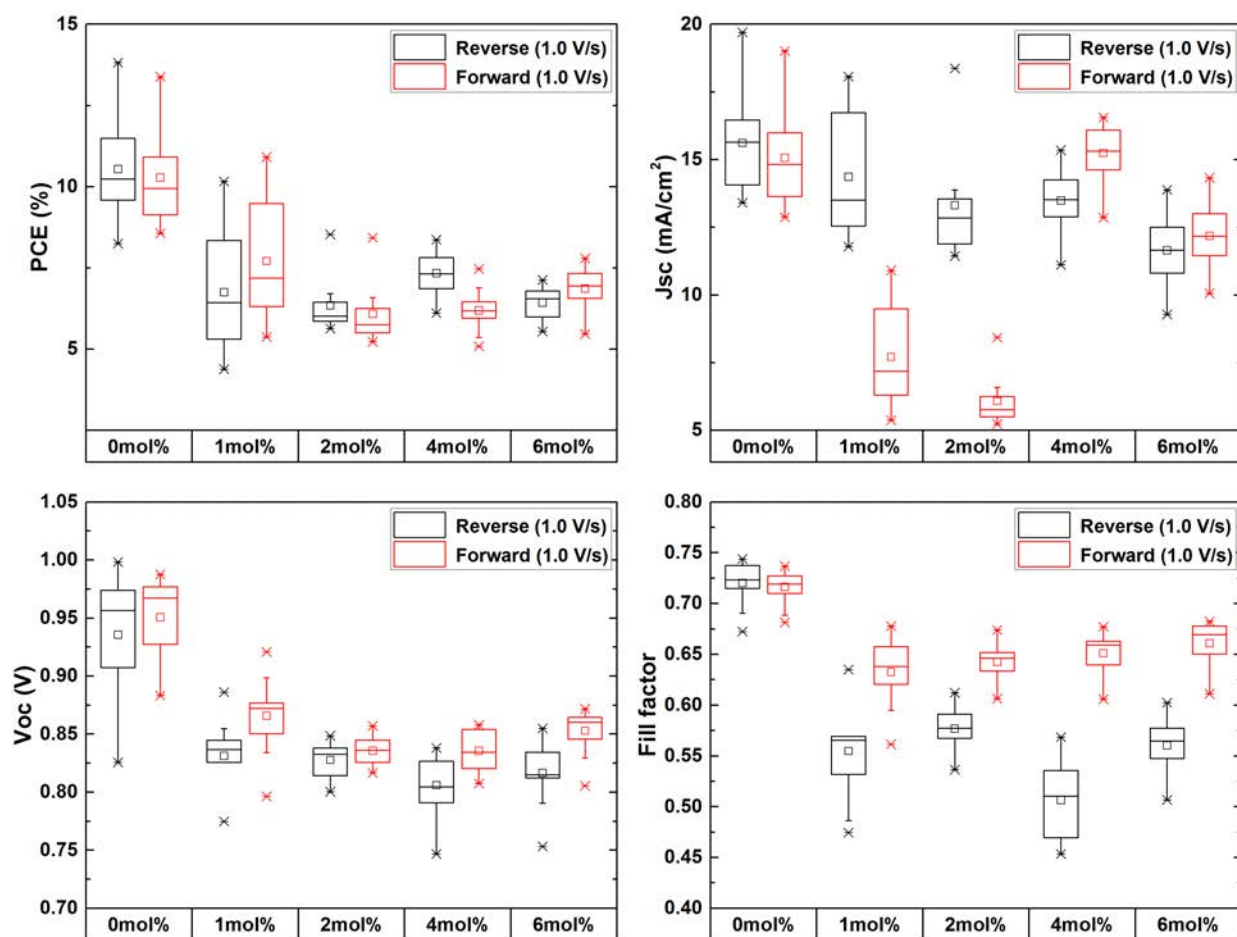 15
10
5
PCE (%)
Reverse (1.0 V/s)
Forward (1.0 V/s)
0mol% 1mol% 2mol% 4mol% 6mol%
20
15
10
5
Jsc (mA/cm²)
Reverse (1.0 V/s)
Forward (1.0 V/s)
0mol% 1mol% 2mol% 4mol% 6mol%
1.05
1.00
0.95
0.90
0.85
0.80
0.75
0.70
Voc (V)
Reverse (1.0 V/s)
Forward (1.0 V/s)
0mol% 1mol% 2mol% 4mol% 6mol%
0.80
0.75
0.70
0.65
0.60
0.55
0.50
0.45
0.40
Fill factor
Reverse (1.0 V/s)
Forward (1.0 V/s)
0mol% 1mol% 2mol% 4mol% 6mol%